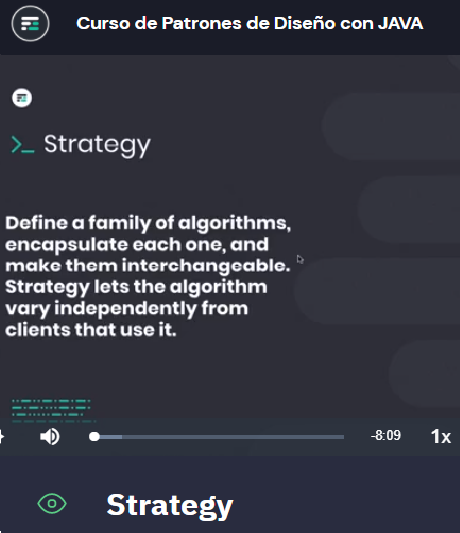 Curso de Patrones de Diseño con JAVA
>_ Strategy
Define a family of algorithms,
encapsulate each one, and
make them interchangeable.
Strategy lets the algorithm
vary independently from
clients that use it.
-8:09 1x
Strategy